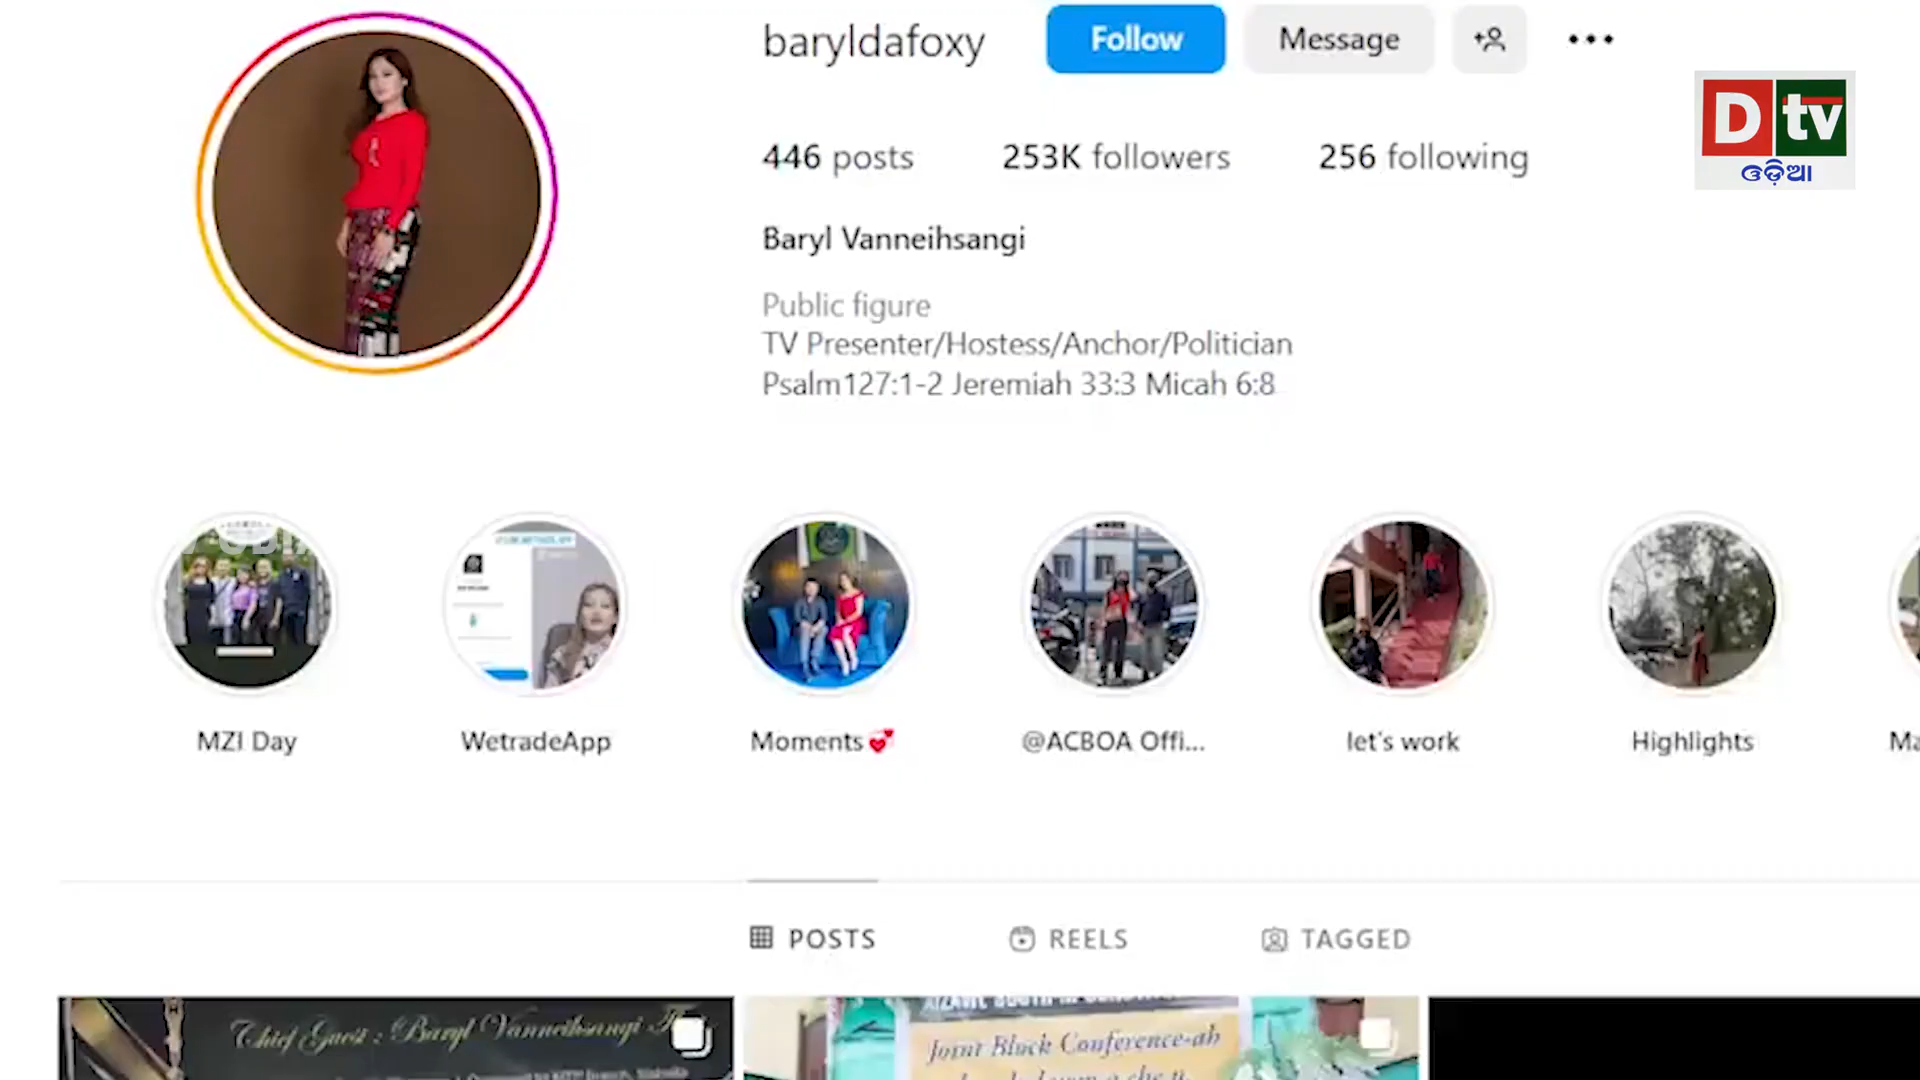 baryldafoxy
Follow
Message
D tv
ଓଡ଼ିଆ
446 posts
253K followers
256 following
Baryl Vanneihsangi
Public figure
TV Presenter/Hostess/Anchor/Politician
Psalm127:1-2 Jeremiah 33:3 Micah 6:8
MZI Day
WetradeApp
Moments💞
@ACBOA Offi...
let's work
Highlights
Ma
POSTS
REELS
TAGGED
Chief Guest : Baryl Vanneihsangi
Joint Block Conference-ah